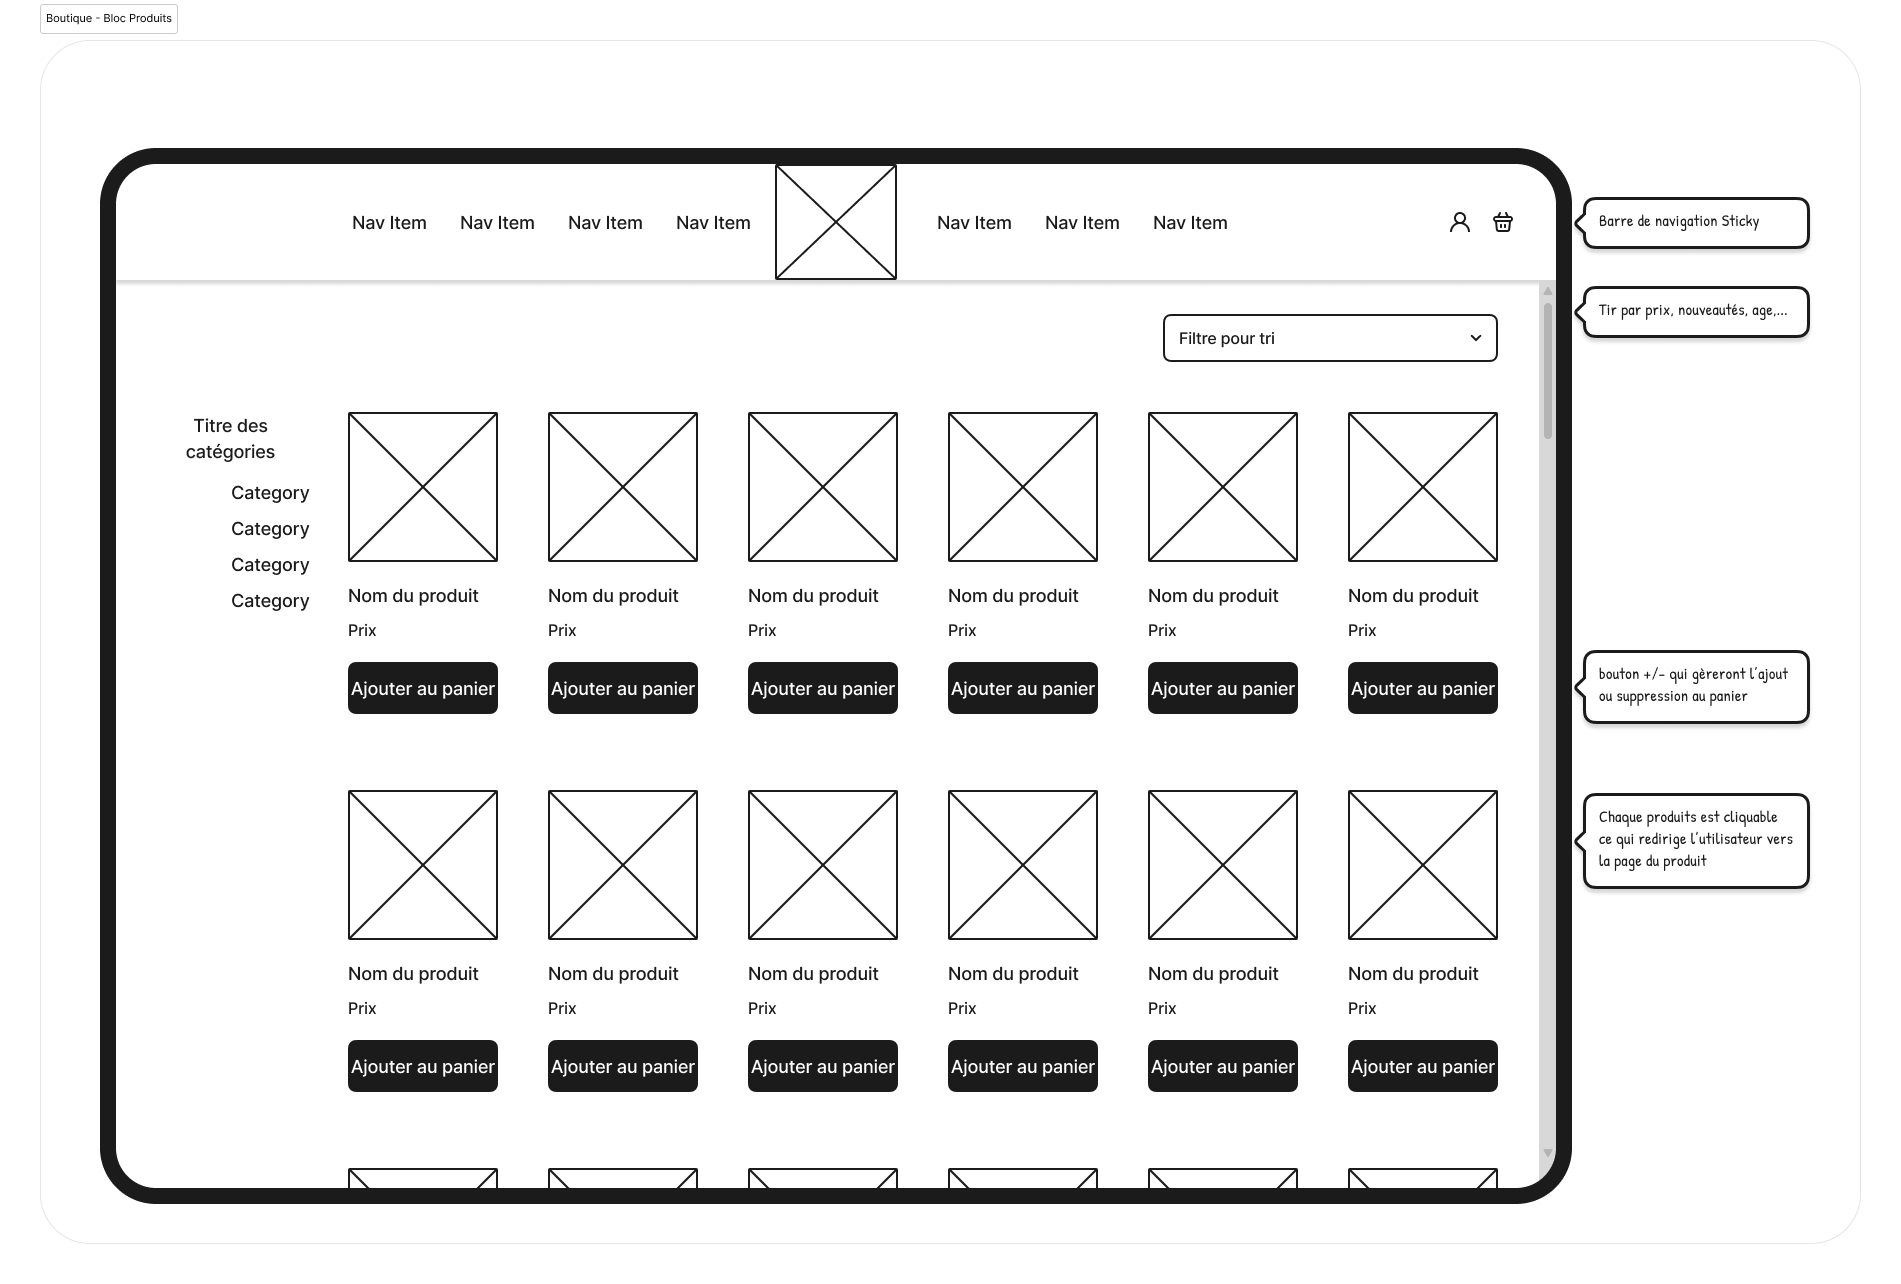 Boutique - Bloc Produits
Nav Item Nav Item Nav Item Nav Item Nav Item Nav Item Nav Item
Barre de navigation Sticky
Tir par prix, nouveautés, age,...
Filtre pour tri
Titre des
catégories
Category
Category
Category
Category
Nom du produit Nom du produit Nom du produit Nom du produit Nom du produit Nom du produit
Prix Prix Prix Prix Prix Prix
Ajouter au panier Ajouter au panier Ajouter au panier Ajouter au panier Ajouter au panier Ajouter au panier
bouton +/- qui gèreront l'ajout
ou suppression au panier
Chaque produits est cliquable
ce qui redirige l'utilisateur vers
la page du produit
Nom du produit Nom du produit Nom du produit Nom du produit Nom du produit Nom du produit
Prix Prix Prix Prix Prix Prix
Ajouter au panier Ajouter au panier Ajouter au panier Ajouter au panier Ajouter au panier Ajouter au panier